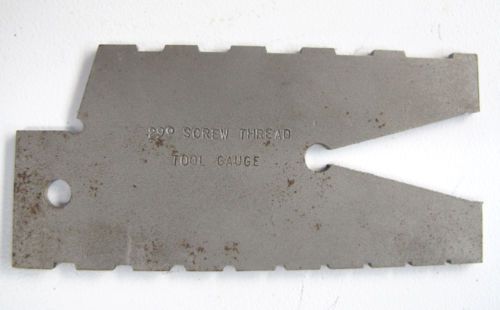 29° SCREW THREAD
TOOL GAUGE